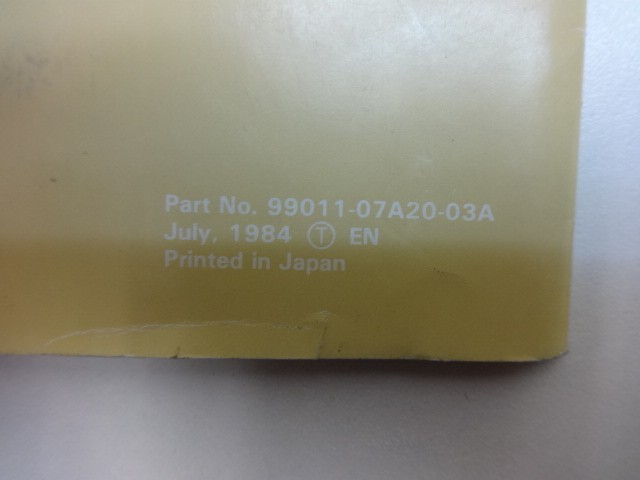 Part No. 99011-07A20-03A
July, 1984 Ⓣ EN
Printed in Japan